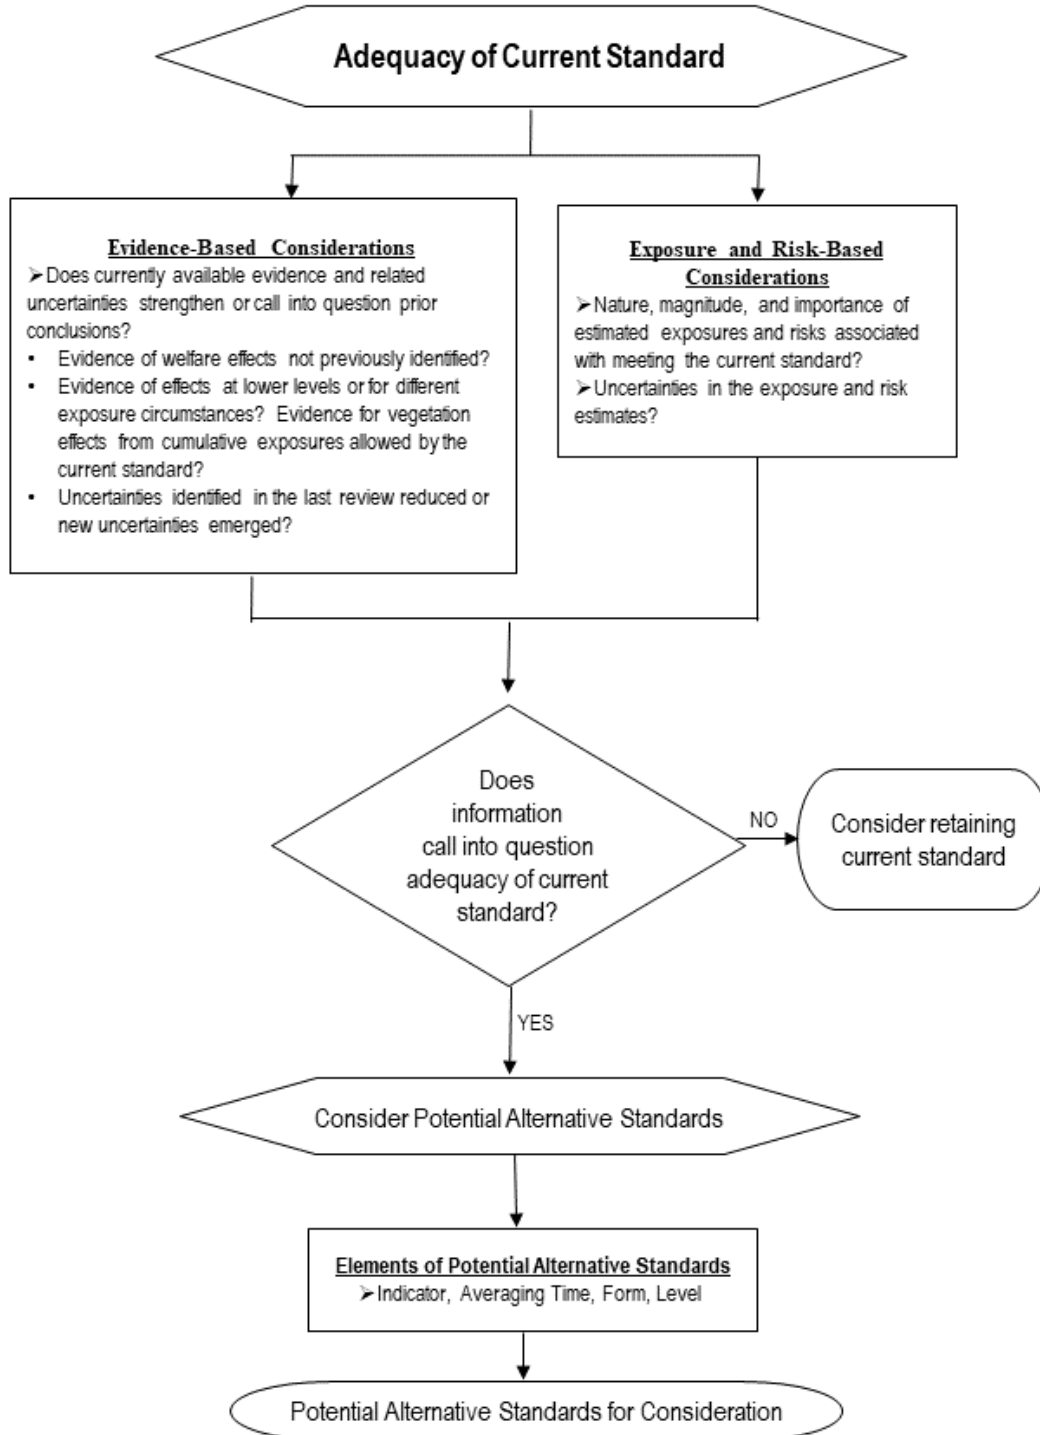 Adequacy of Current Standard
Evidence-Based Considerations
➢Does currently available evidence and related
uncertainties strengthen or call into question prior
conclusions?
• Evidence of welfare effects not previously identified?
• Evidence of effects at lower levels or for different
exposure circumstances? Evidence for vegetation
effects from cumulative exposures allowed by the
current standard?
• Uncertainties identified in the last review reduced or
new uncertainties emerged?
Exposure and Risk-Based
Considerations
➢Nature, magnitude, and importance of
estimated exposures and risks associated
with meeting the current standard?
➢Uncertainties in the exposure and risk
estimates?
Does
information
call into question
adequacy of current
standard?
NO
Consider retaining
current standard
YES
Consider Potential Alternative Standards
Elements of Potential Alternative Standards
➢Indicator, Averaging Time, Form, Level
Potential Alternative Standards for Consideration